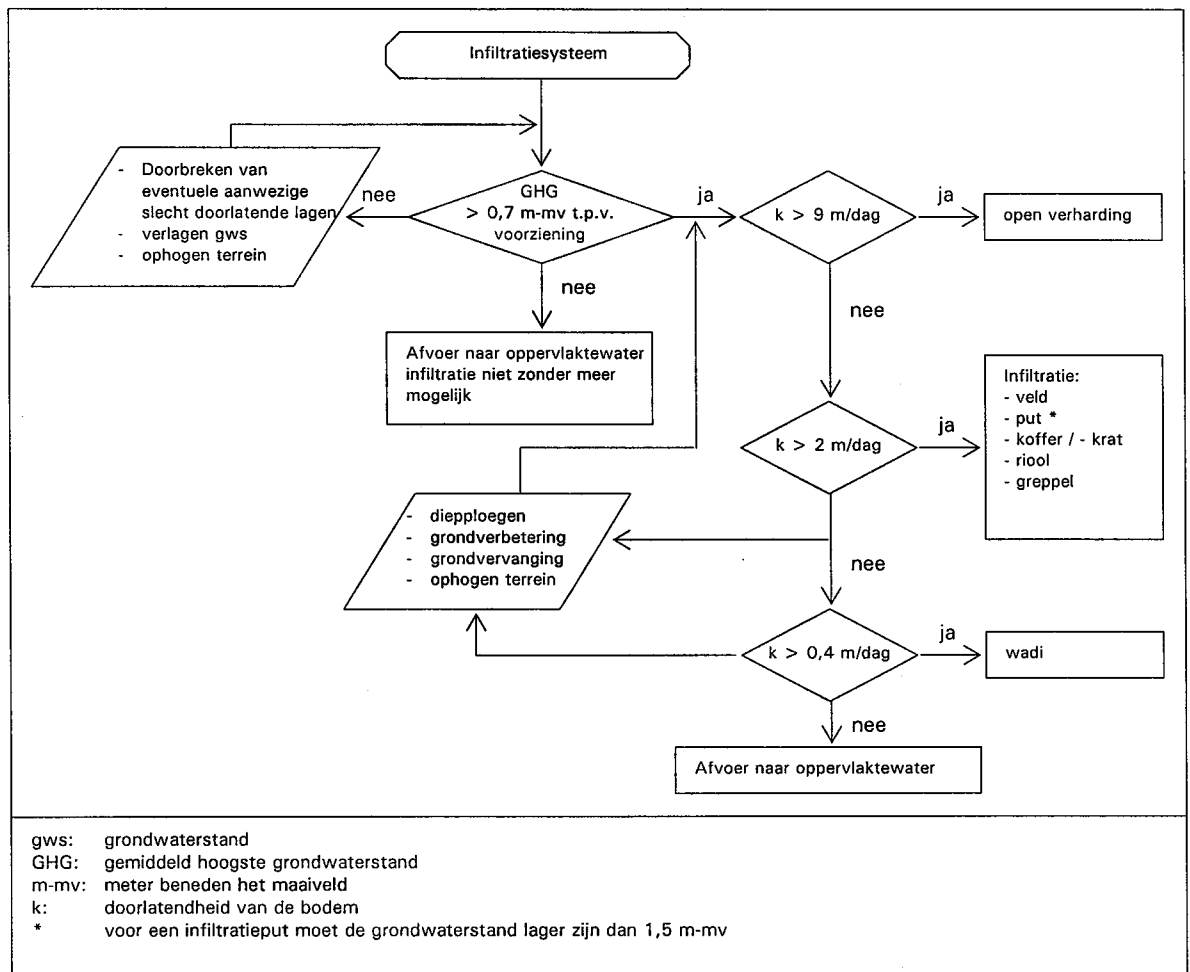 Infiltratiesysteem
- Doorbreken van
eventuele aanwezige
slecht doorlatende lagen
- verlagen gws
- ophogen terrein
nee
GHG
> 0,7 m-mv t.p.v.
voorziening
ja
k > 9 m/dag
ja
open verharding
nee
nee
Afvoer naar oppervlaktewater
infiltratie niet zonder meer
mogelijk
Infiltratie:
- veld
- put *
- koffer / - krat
- riool
- greppel
k > 2 m/dag
ja
- diepploegen
- grondverbetering
- grondvervanging
- ophogen terrein
nee
k > 0,4 m/dag
ja
wadi
nee
Afvoer naar oppervlaktewater
gws: grondwaterstand
GHG: gemiddeld hoogste grondwaterstand
m-mv: meter beneden het maaiveld
k: doorlatendheid van de bodem
* voor een infiltratieput moet de grondwaterstand lager zijn dan 1,5 m-mv